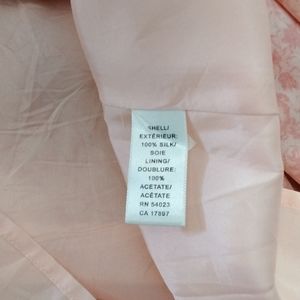 SHELL/
EXTÉRIEUR:
100% SILK/
SOIE
LINING/
DOUBLURE:
100%
ACETATE/
ACÉTATE
RN 54023
CA 17897